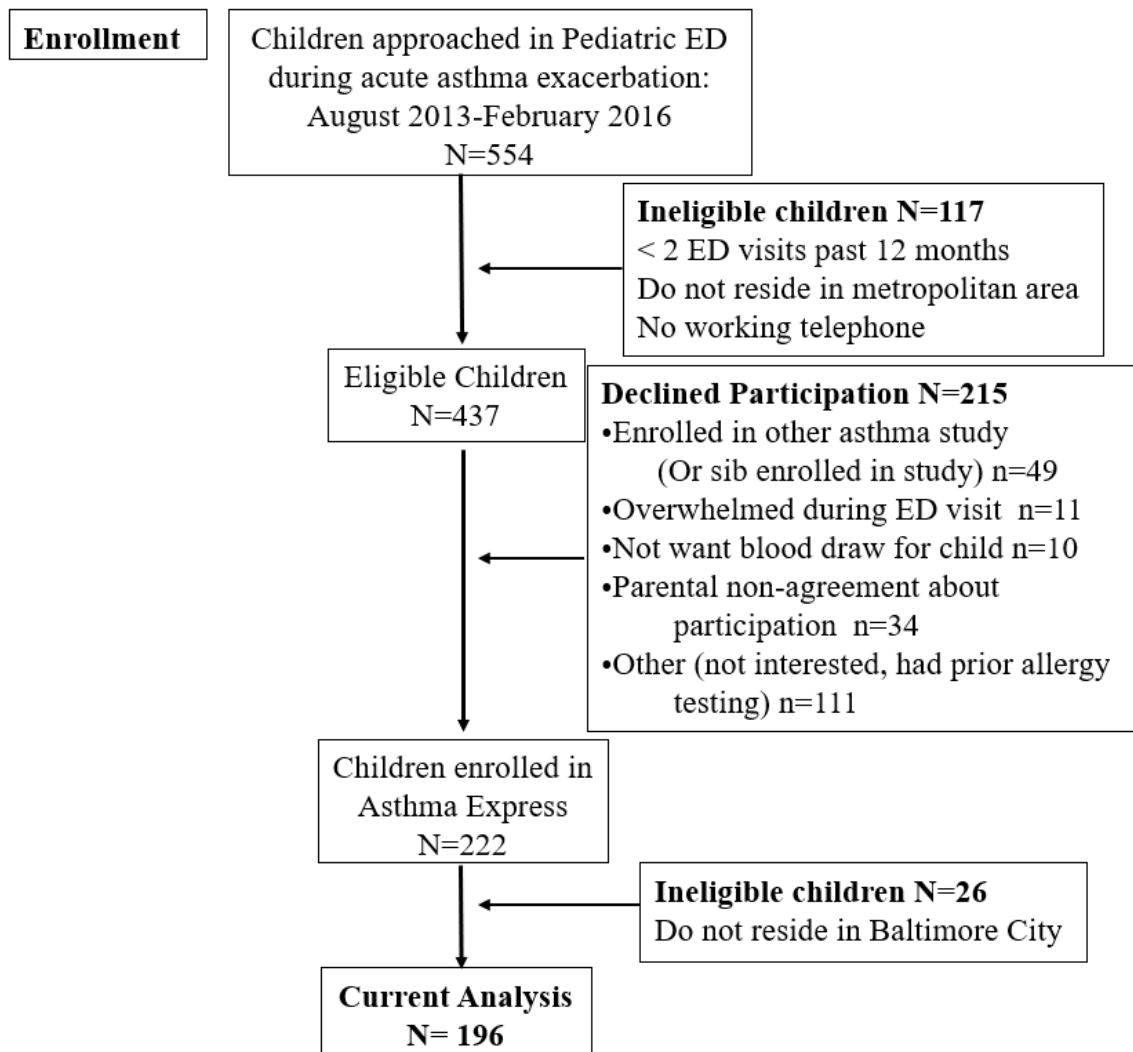 Enrollment
Children approached in Pediatric ED
during acute asthma exacerbation:
August 2013-February 2016
N=554
Ineligible children N=117
< 2 ED visits past 12 months
Do not reside in metropolitan area
No working telephone
Eligible Children
N=437
Declined Participation N=215
•Enrolled in other asthma study
(Or sib enrolled in study) n=49
•Overwhelmed during ED visit n=11
•Not want blood draw for child n=10
•Parental non-agreement about
participation n=34
•Other (not interested, had prior allergy
testing) n=111
Children enrolled in
Asthma Express
N=222
Ineligible children N=26
Do not reside in Baltimore City
Current Analysis
N= 196